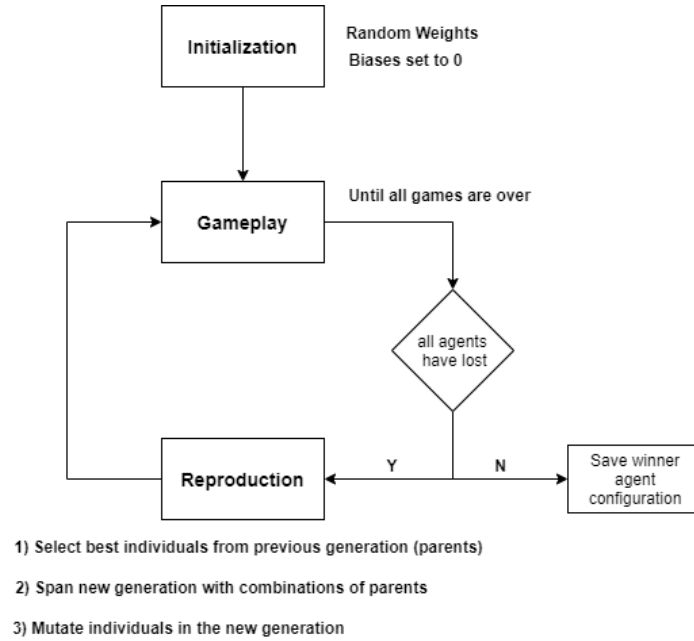 Initialization
Random Weights
Biases set to 0
Gameplay
Until all games are over
all agents
have lost
Reproduction
Y
N
Save winner
agent
configuration
1) Select best individuals from previous generation (parents)
2) Span new generation with combinations of parents
3) Mutate individuals in the new generation